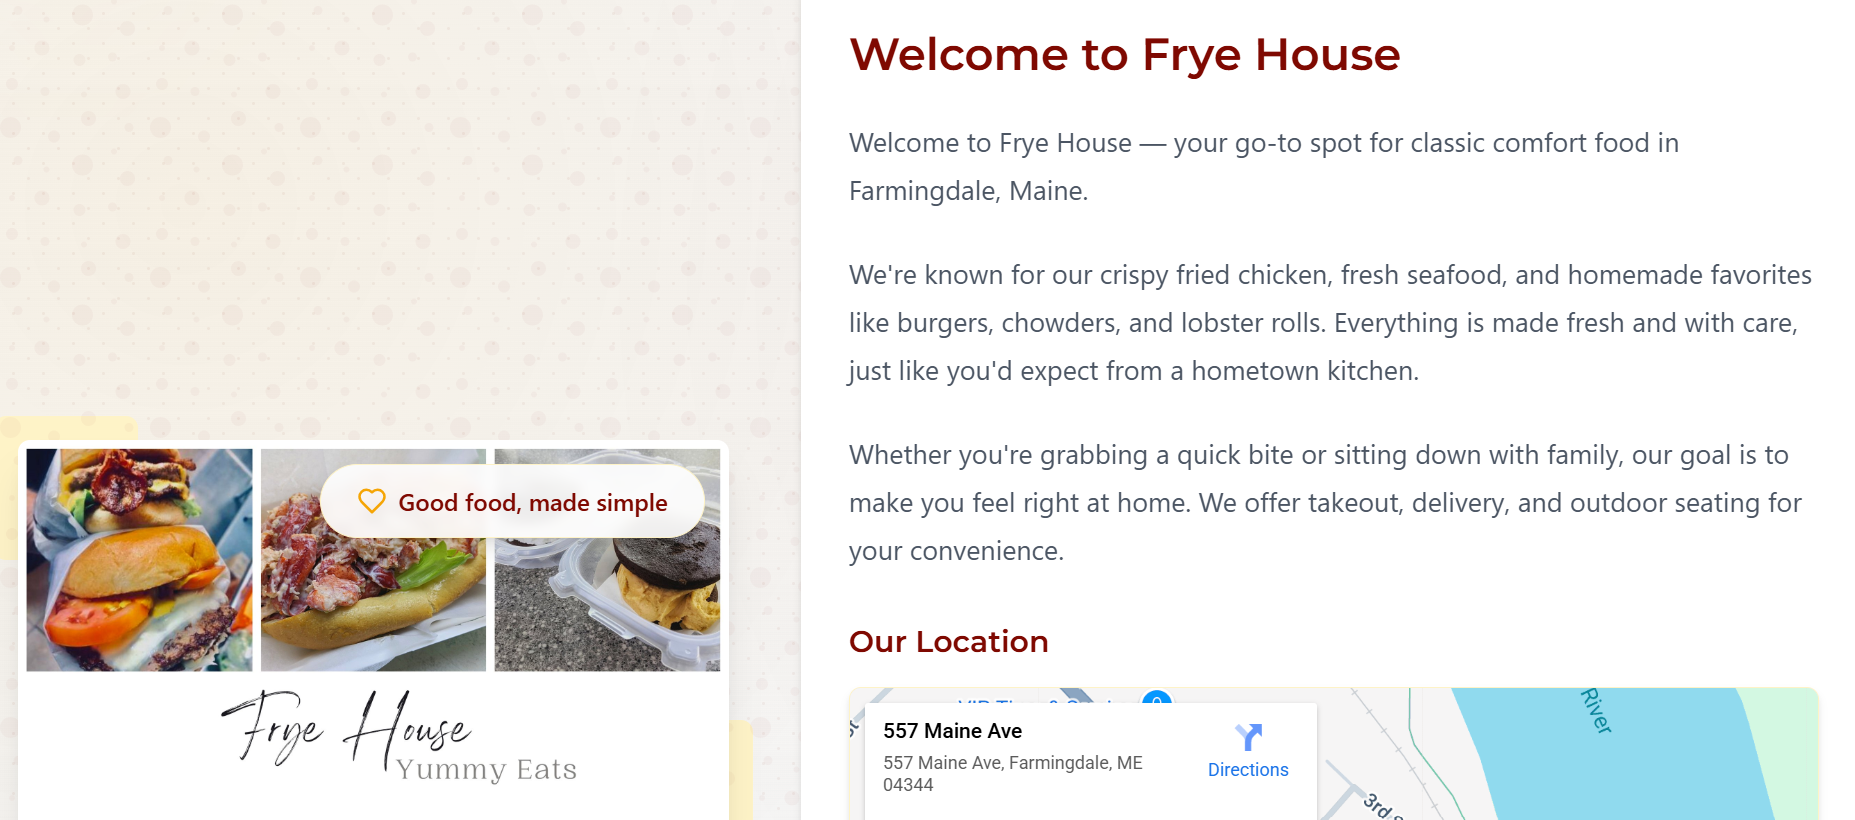 Welcome to Frye House
Welcome to Frye House — your go-to spot for classic comfort food in
Farmingdale, Maine.
We're known for our crispy fried chicken, fresh seafood, and homemade favorites
like burgers, chowders, and lobster rolls. Everything is made fresh and with care,
just like you'd expect from a hometown kitchen.
Whether you're grabbing a quick bite or sitting down with family, our goal is to
make you feel right at home. We offer takeout, delivery, and outdoor seating for
your convenience.
Good food, made simple
Frye House
Yummy Eats
Our Location
557 Maine Ave
557 Maine Ave, Farmingdale, ME
04344
Directions
River
3rd